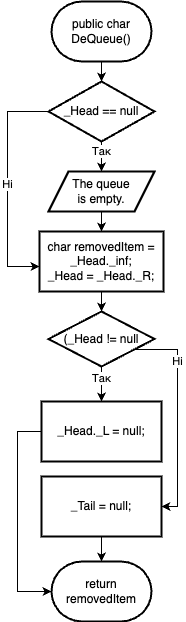 public char
DeQueue()
_Head == null
Так
Ні
The queue
is empty.
char removedItem =
_Head._inf;
_Head = _Head._R;
(_Head != null
Ні
Так
_Head._L = null;
_Tail = null;
return
removedItem